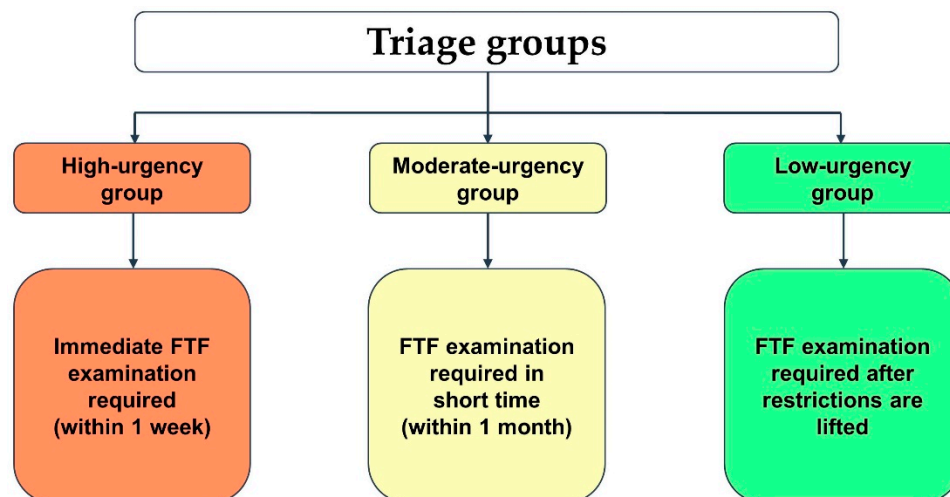 Triage groups
High-urgency
group
Moderate-urgency
group
Low-urgency
group
Immediate FTF
examination
required
(within 1 week)
FTF examination
required in
short time
(within 1 month)
FTF examination
required after
restrictions are
lifted